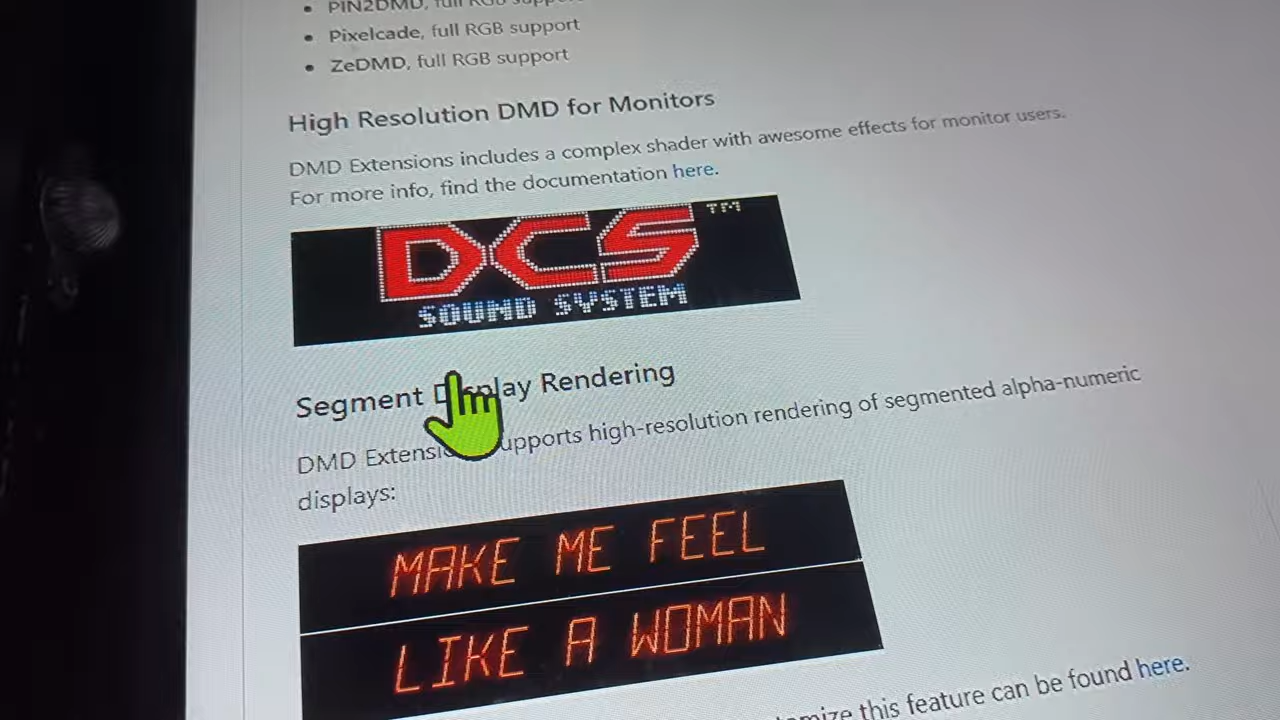 PIN2DMD, full RGB
Pixelcade, full RGB support
ZeDMD, full RGB support
High Resolution DMD for Monitors
DMD Extensions includes a complex shader with awesome effects for monitor users.
For more info, find the documentation here.
DCS TM
SOUND SYSTEM
Segment Display Rendering
DMD Extensi upports high-resolution rendering of segmented alpha-numeric
displays:
MAKE ME FEEL
LIKE A WOMAN
tomize this feature can be found here.